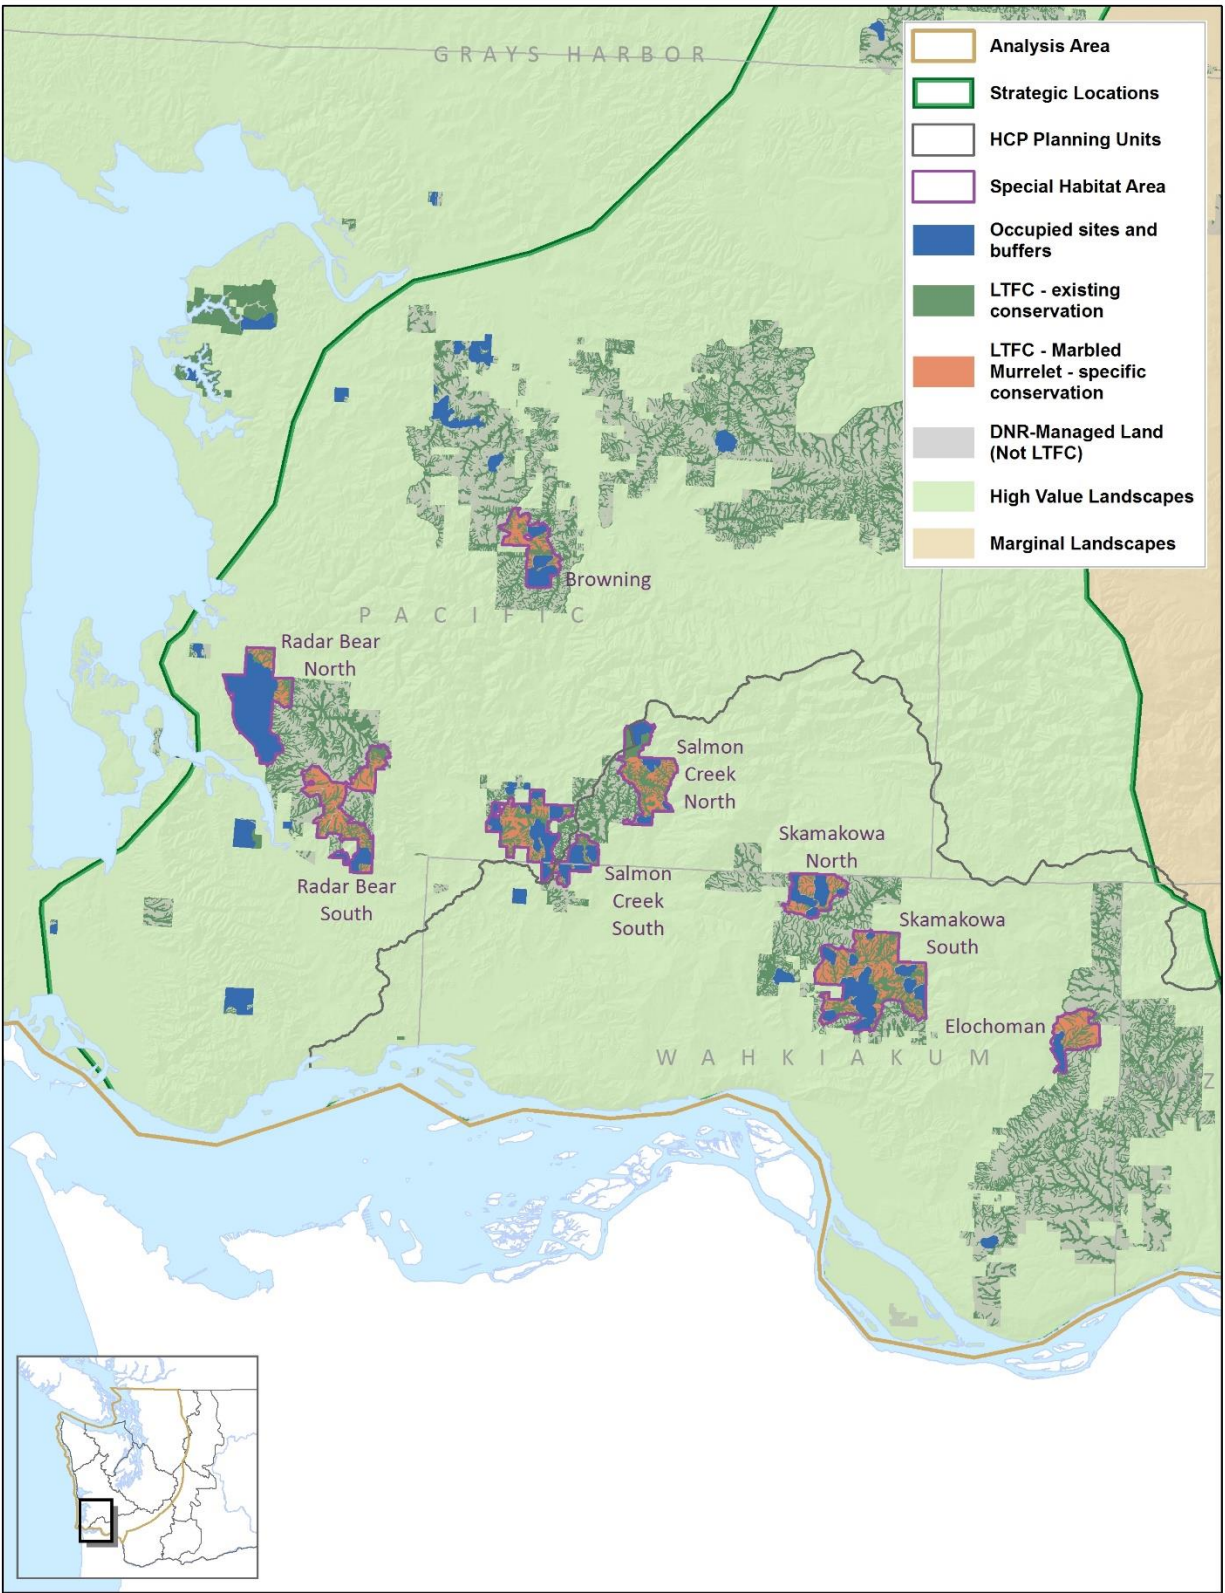 GRAYS HARBOR
Analysis Area
Strategic Locations
HCP Planning Units
Special Habitat Area
Occupied sites and
buffers
LTFC - existing
conservation
LTFC - Marbled
Murrelet - specific
conservation
DNR-Managed Land
(Not LTFC)
High Value Landscapes
Marginal Landscapes
Browning
PACIFIC
Radar Bear
North
Salmon
Creek
North
Skamakowa
North
Radar Bear
South
Salmon
Creek
South
Skamakowa
South
Elochoman
WAHKIAKUM